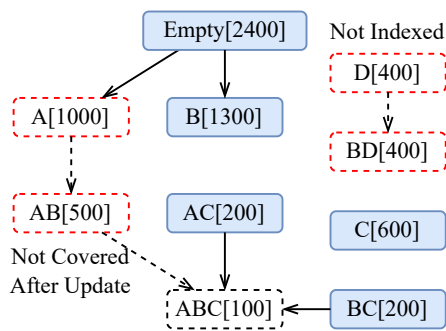 Empty[2400]
Not Indexed
D[400]
A[1000]
B[1300]
BD[400]
AB[500]
AC[200]
C[600]
Not Covered
After Update
ABC[100]
BC[200]